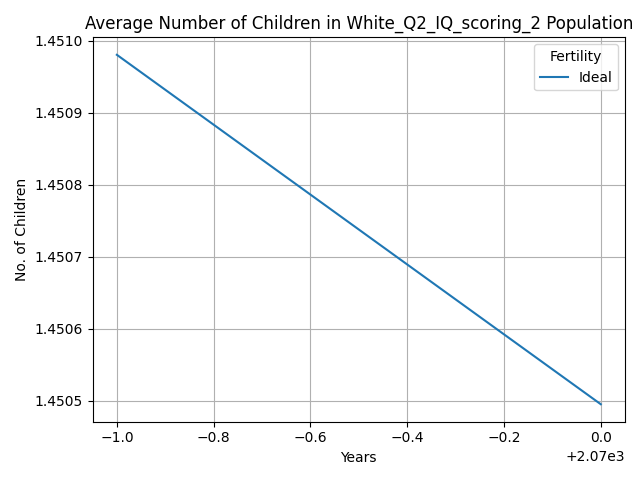 Average Number of Children in White_Q2_IQ_scoring_2 Population
Fertility
Ideal
1.4510
1.4509
1.4508
1.4507
1.4506
1.4505
No. of Children
−1.0 −0.8 −0.6 −0.4 −0.2 0.0
Years
+2.07e3